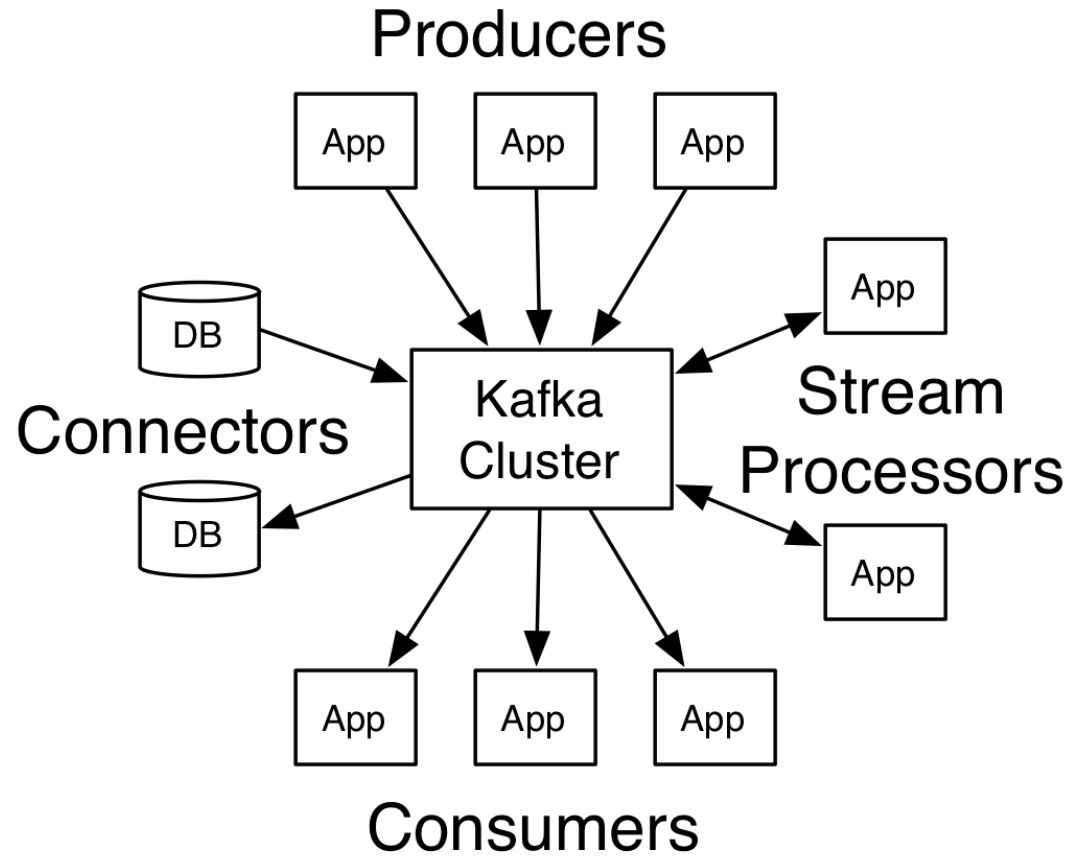 Producers
App
App
App
App
DB
Kafka
Cluster
Stream
Processors
Connectors
DB
App
App
App
App
Consumers